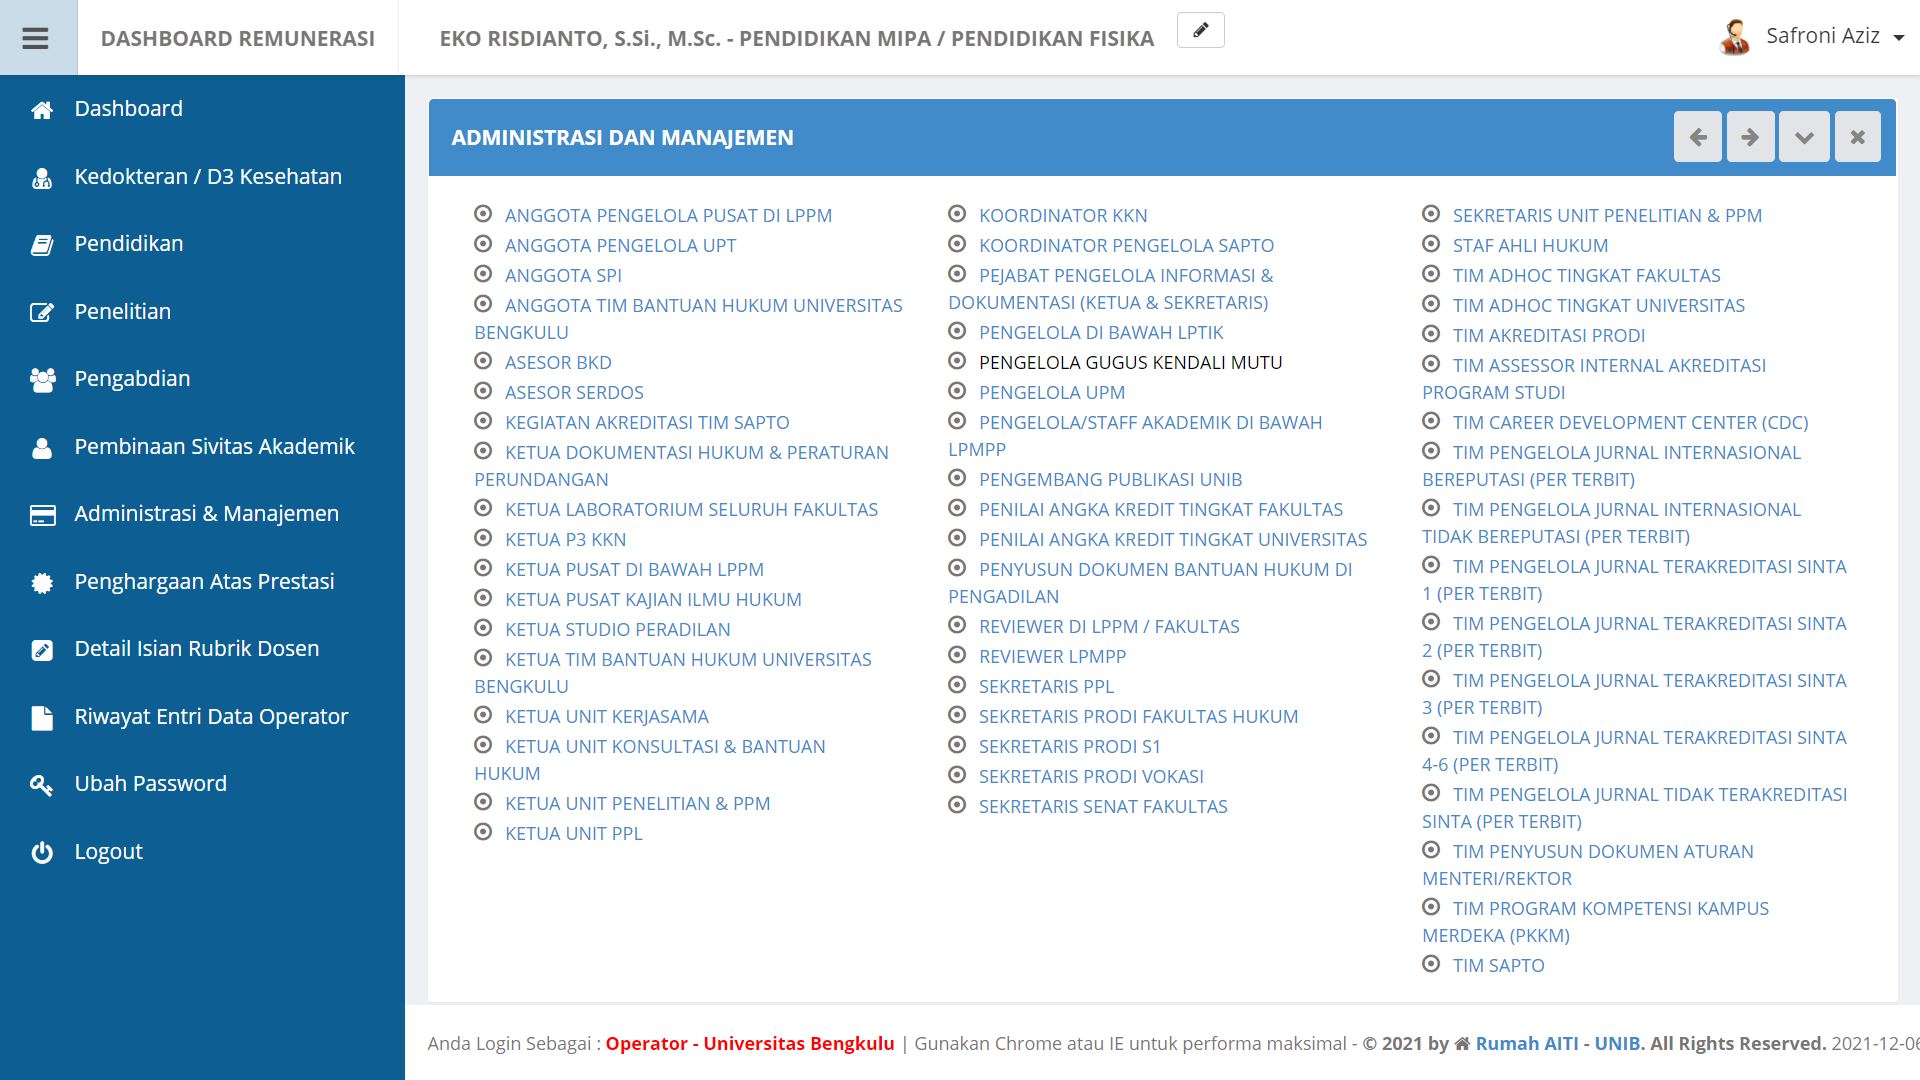 DASHBOARD REMUNERASI
EKO RISDIANTO, S.Si., M.Sc. - PENDIDIKAN MIPA / PENDIDIKAN FISIKA
Safroni Aziz
Dashboard
Kedokteran / D3 Kesehatan
Pendidikan
Penelitian
Pengabdian
Pembinaan Sivitas Akademik
Administrasi & Manajemen
Penghargaan Atas Prestasi
Detail Isian Rubrik Dosen
Riwayat Entri Data Operator
Ubah Password
Logout
ADMINISTRASI DAN MANAJEMEN
ANGGOTA PENGELOLA PUSAT DI LPPM
ANGGOTA PENGELOLA UPT
ANGGOTA SPI
ANGGOTA TIM BANTUAN HUKUM UNIVERSITAS
BENGKULU
ASESOR BKD
ASESOR SERDOS
KEGIATAN AKREDITASI TIM SAPTO
KETUA DOKUMENTASI HUKUM & PERATURAN
PERUNDANGAN
KETUA LABORATORIUM SELURUH FAKULTAS
KETUA P3 KKN
KETUA PUSAT DI BAWAH LPPM
KETUA PUSAT KAJIAN ILMU HUKUM
KETUA STUDIO PERADILAN
KETUA TIM BANTUAN HUKUM UNIVERSITAS
BENGKULU
KETUA UNIT KERJASAMA
KETUA UNIT KONSULTASI & BANTUAN
HUKUM
KETUA UNIT PENELITIAN & PPM
KETUA UNIT PPL
KOORDINATOR KKN
KOORDINATOR PENGELOLA SAPTO
PEJABAT PENGELOLA INFORMASI &
DOKUMENTASI (KETUA & SEKRETARIS)
PENGELOLA DI BAWAH LPTIK
PENGELOLA GUGUS KENDALI MUTU
PENGELOLA UPM
PENGELOLA/STAFF AKADEMIK DI BAWAH
LPMPP
PENGEMBANG PUBLIKASI UNIB
PENILAI ANGKA KREDIT TINGKAT FAKULTAS
PENILAI ANGKA KREDIT TINGKAT UNIVERSITAS
PENYUSUN DOKUMEN BANTUAN HUKUM DI
PENGADILAN
REVIEWER DI LPPM / FAKULTAS
REVIEWER LPMPP
SEKRETARIS PPL
SEKRETARIS PRODI FAKULTAS HUKUM
SEKRETARIS PRODI S1
SEKRETARIS PRODI VOKASI
SEKRETARIS SENAT FAKULTAS
SEKRETARIS UNIT PENELITIAN & PPM
STAF AHLI HUKUM
TIM ADHOC TINGKAT FAKULTAS
TIM ADHOC TINGKAT UNIVERSITAS
TIM AKREDITASI PRODI
TIM ASSESSOR INTERNAL AKREDITASI
PROGRAM STUDI
TIM CAREER DEVELOPMENT CENTER (CDC)
TIM PENGELOLA JURNAL INTERNASIONAL
BEREPUTASI (PER TERBIT)
TIM PENGELOLA JURNAL INTERNASIONAL
TIDAK BEREPUTASI (PER TERBIT)
TIM PENGELOLA JURNAL TERAKREDITASI SINTA
1 (PER TERBIT)
TIM PENGELOLA JURNAL TERAKREDITASI SINTA
2 (PER TERBIT)
TIM PENGELOLA JURNAL TERAKREDITASI SINTA
3 (PER TERBIT)
TIM PENGELOLA JURNAL TERAKREDITASI SINTA
4-6 (PER TERBIT)
TIM PENGELOLA JURNAL TIDAK TERAKREDITASI
SINTA (PER TERBIT)
TIM PENYUSUN DOKUMEN ATURAN
MENTERI/REKTOR
TIM PROGRAM KOMPETENSI KAMPUS
MERDEKA (PKKM)
TIM SAPTO
Anda Login Sebagai : Operator - Universitas Bengkulu | Gunakan Chrome atau IE untuk performa maksimal - © 2021 by Rumah AITI - UNIB. All Rights Reserved. 2021-12-06